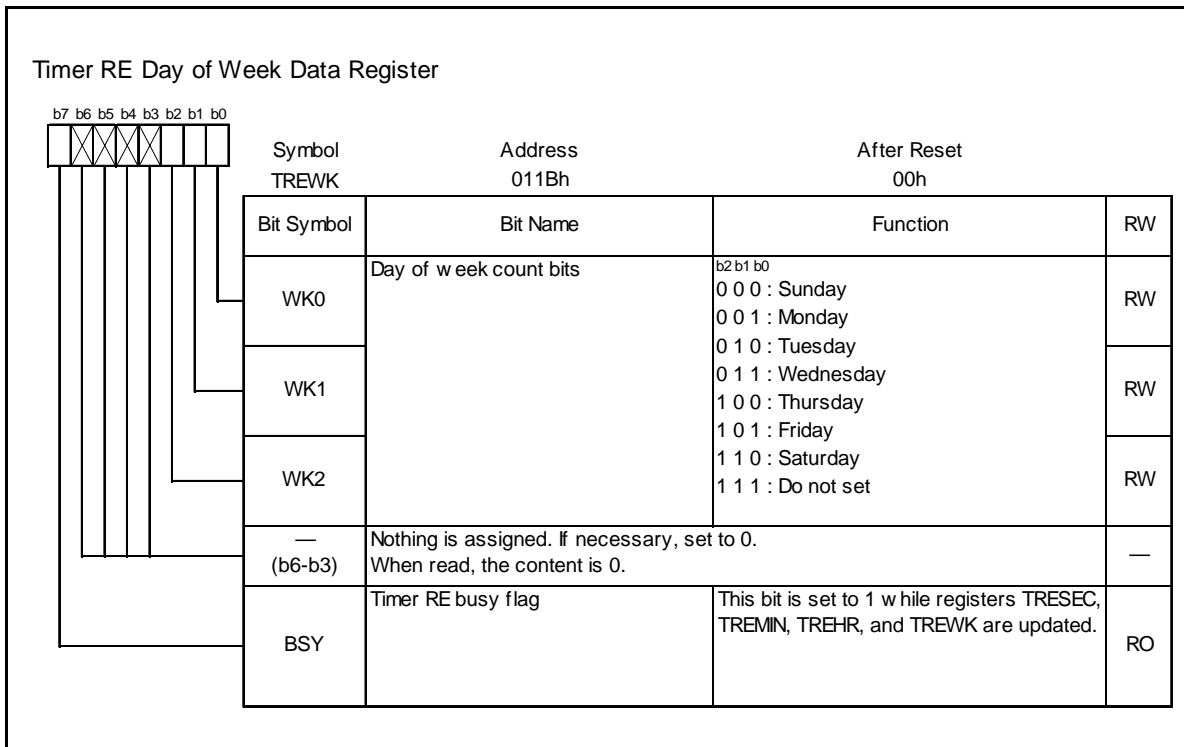 Timer RE Day of Week Data Register
b7 b6 b5 b4 b3 b2 b1 b0
Symbol Address After Reset
TREWK 011Bh 00h
Bit Symbol Bit Name Function RW
WK0 Day of week count bits b2 b1 b0
0 0 0 : Sunday
0 0 1 : Monday
RW
0 1 0 : Tuesday
WK1 0 1 1 : Wednesday RW
1 0 0 : Thursday
1 0 1 : Friday
1 1 0 : Saturday
WK2 1 1 1 : Do not set RW
— Nothing is assigned. If necessary, set to 0. —
(b6-b3) When read, the content is 0.
BSY Timer RE busy flag This bit is set to 1 while registers TRESEC,
TREMIN, TREHR, and TREWK are updated.
RO